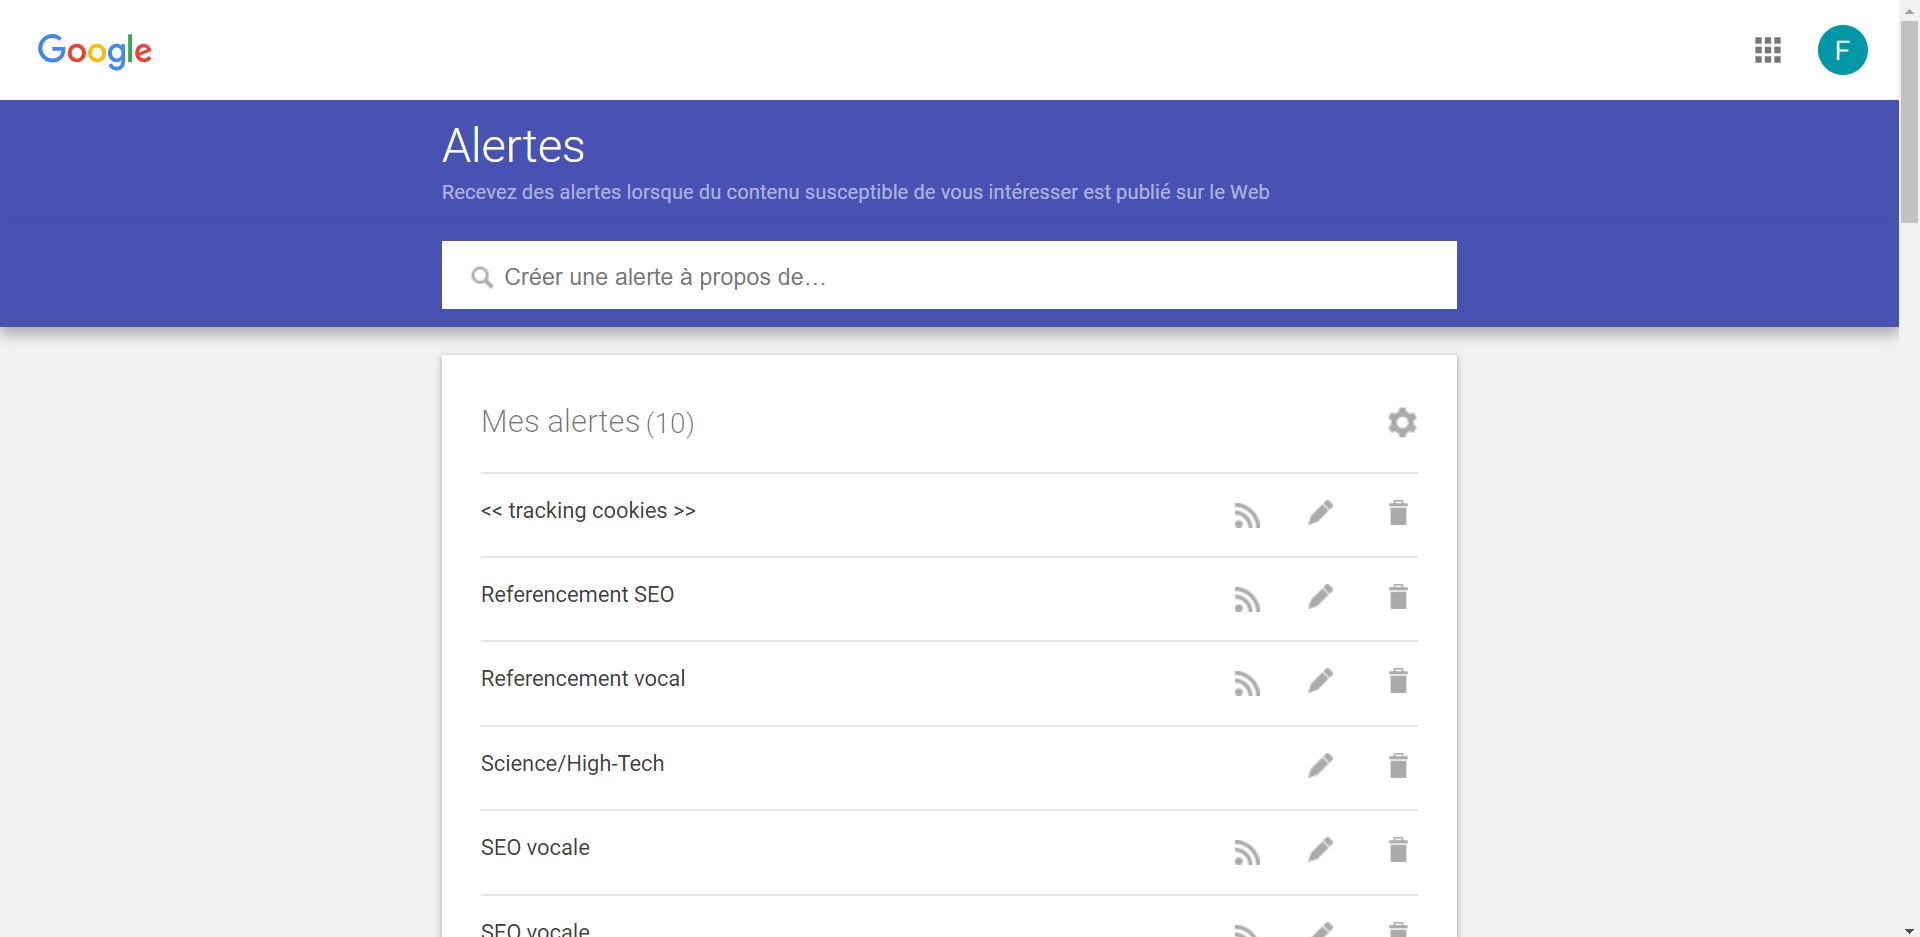 Google
F
Alertes
Recevez des alertes lorsque du contenu susceptible de vous intéresser est publié sur le Web
Créer une alerte à propos de…
Mes alertes (10)
<< tracking cookies >>
Referencement SEO
Referencement vocal
Science/High-Tech
SEO vocale
SEO vocale